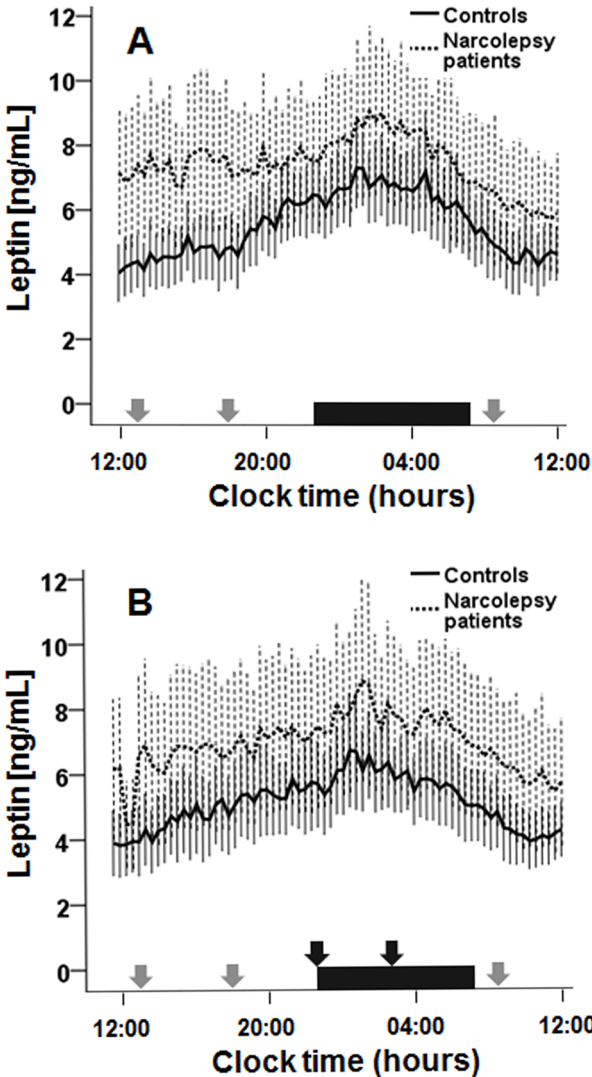 A
Controls
Narcolepsy
patients
Leptin [ng/mL]
12
10
8
6
4
2
0
12:00 20:00 04:00 12:00
Clock time (hours)
B
Controls
Narcolepsy
patients
Leptin [ng/mL]
12
10
8
6
4
2
0
12:00 20:00 04:00 12:00
Clock time (hours)